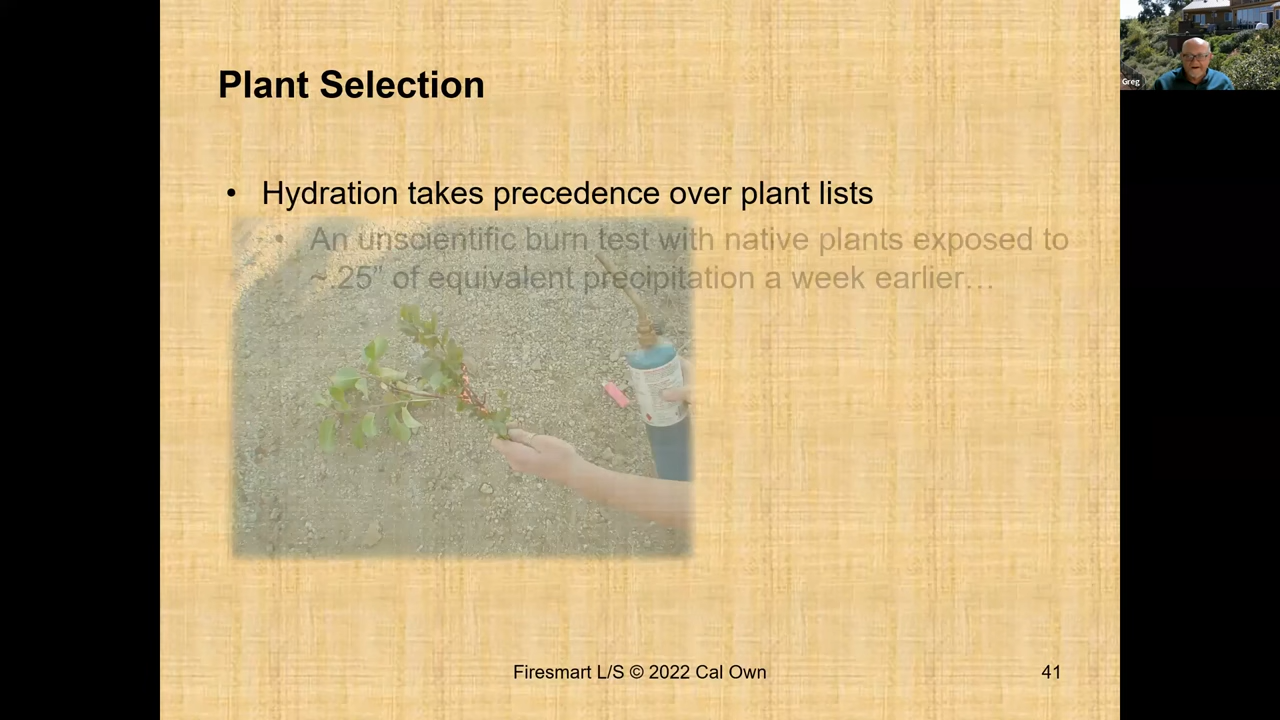 Plant Selection
• Hydration takes precedence over plant lists
• An unscientific burn test with native plants exposed to
~.25” of equivalent precipitation a week earlier…
Greg
Firesmart L/S © 2022 Cal Own
41